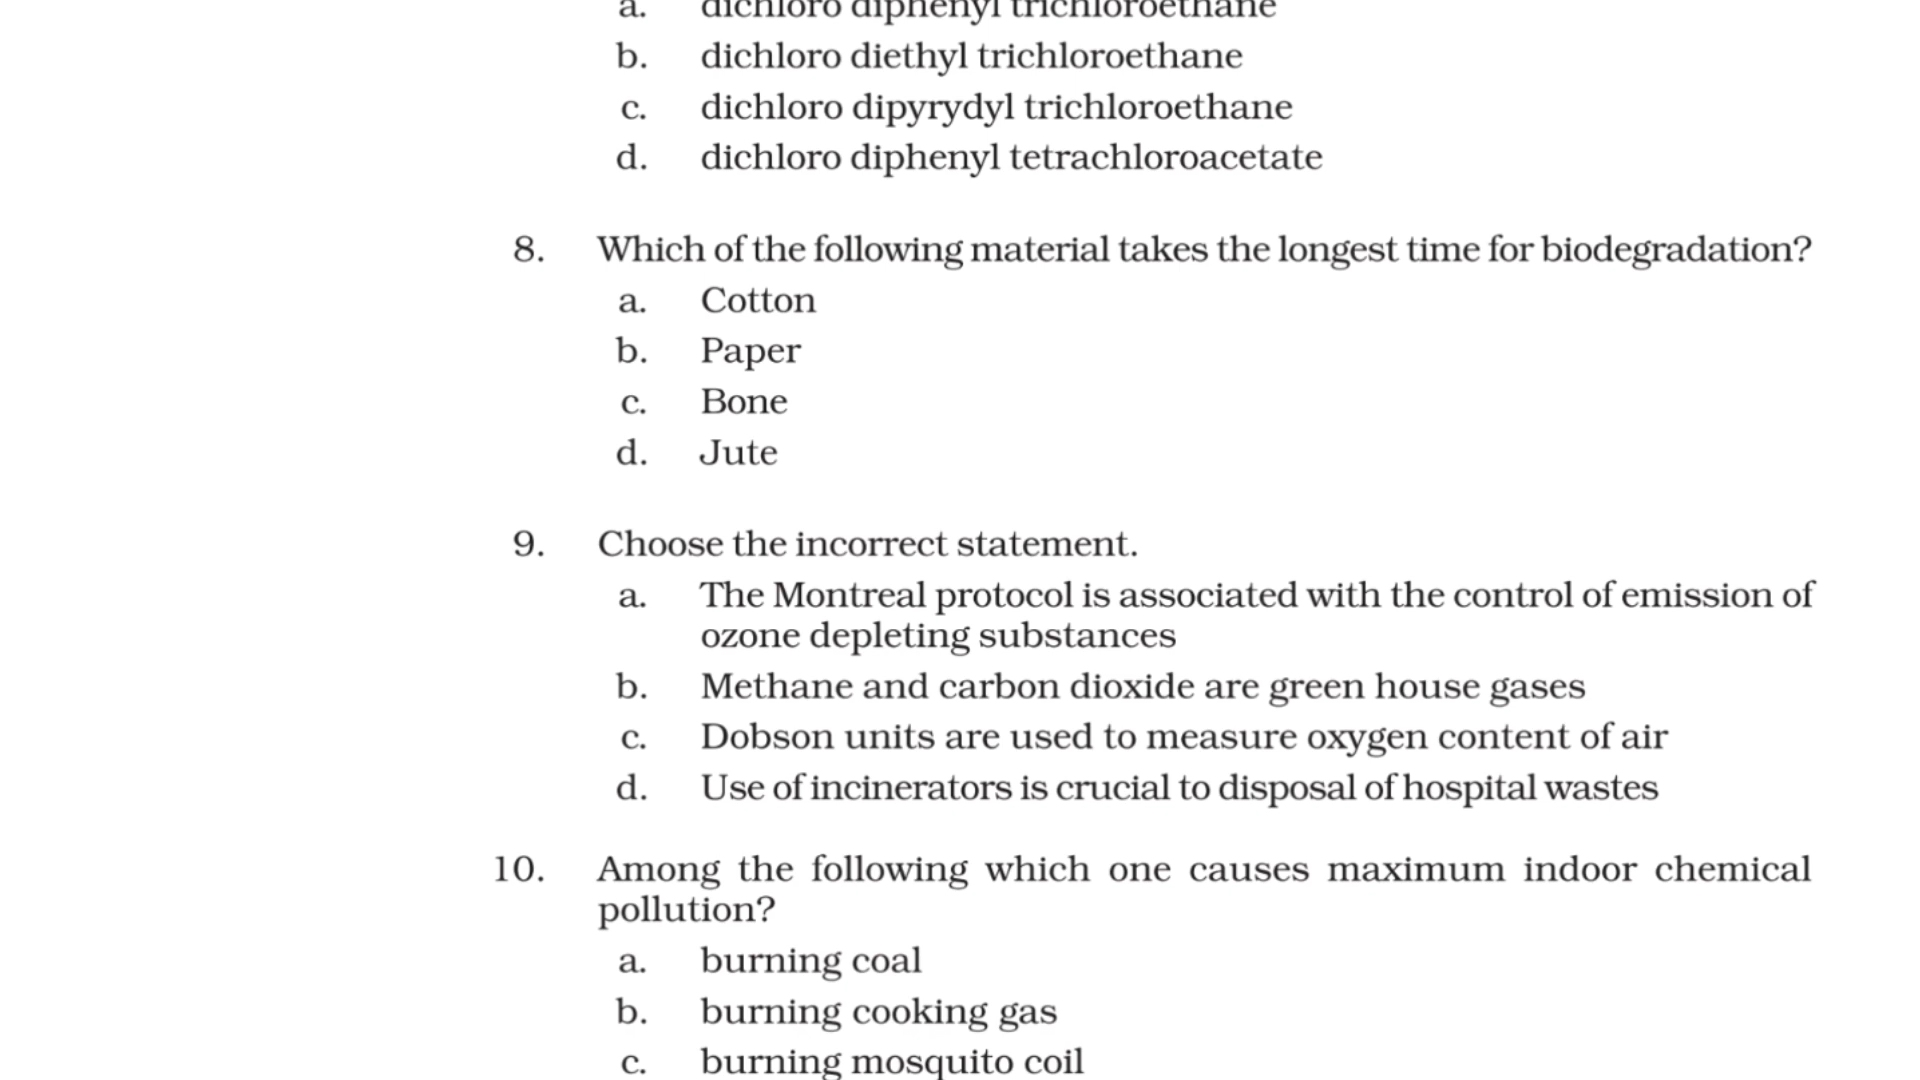 a. dichloro diphenyl trichloroethane
b. dichloro diethyl trichloroethane
c. dichloro dipyrydyl trichloroethane
d. dichloro diphenyl tetrachloroacetate
8. Which of the following material takes the longest time for biodegradation?
a. Cotton
b. Paper
c. Bone
d. Jute
9. Choose the incorrect statement.
a. The Montreal protocol is associated with the control of emission of
ozone depleting substances
b. Methane and carbon dioxide are green house gases
c. Dobson units are used to measure oxygen content of air
d. Use of incinerators is crucial to disposal of hospital wastes
10. Among the following which one causes maximum indoor chemical
pollution?
a. burning coal
b. burning cooking gas
c. burning mosquito coil